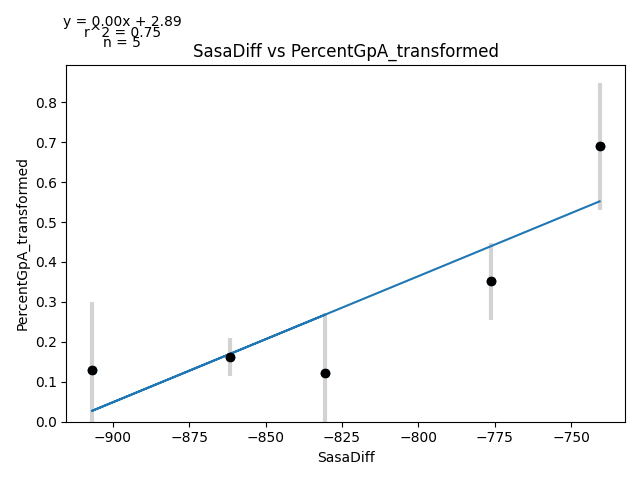 y = 0.00x + 2.89
r^2 = 0.75
n = 5
SasaDiff vs PercentGpA_transformed
0.8
0.7
0.6
0.5
0.4
0.3
0.2
0.1
0.0
PercentGpA_transformed
−900
−875
−850
−825
−800
−775
−750
SasaDiff